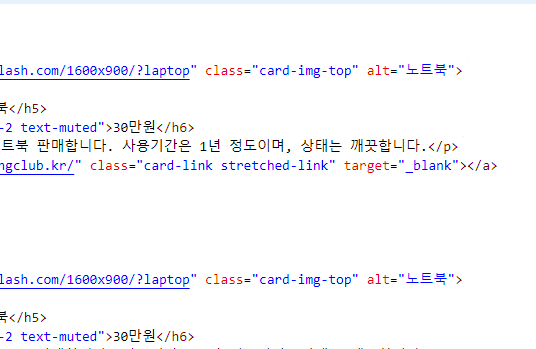 lash.com/1600x900/?laptop" class="card-img-top" alt="노트북">
북</h5>
-2 text-muted">30만원</h6>
트북 판매합니다. 사용기간은 1년 정도이며, 상태는 깨끗합니다.</p>
ngclub.kr/" class="card-link stretched-link" target="_blank"></a>
lash.com/1600x900/?laptop" class="card-img-top" alt="노트북">
북</h5>
-2 text-muted">30만원</h6>